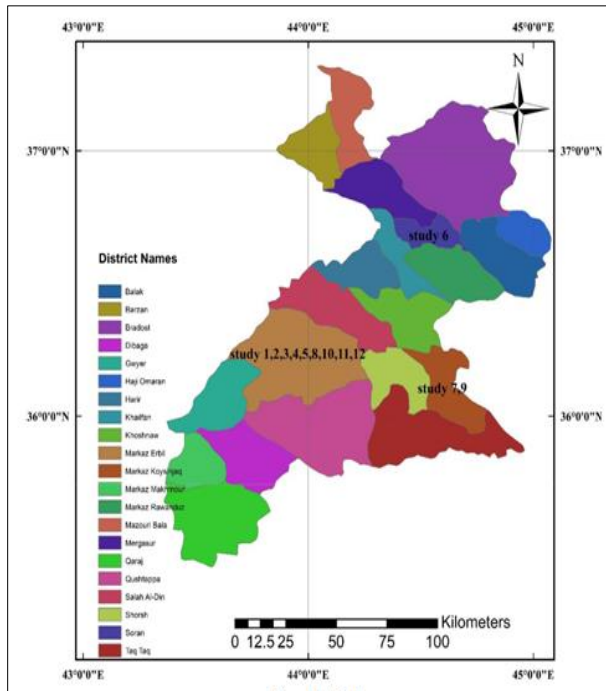 43°0'0"E 44°0'0"E 45°0'0"E
N
37°0'0"N 37°0'0"N
study 6
District Names
Balak
Barzan
Bradost
Dibaga
Gwyar
Haji Omaran
Harir
Khalifan
Khoshnaw
Markaz Erbil
Markaz Koysnjaq
Markaz Makhmour
Markaz Rawanduz
Mazouri Bala
Mergasur
Qaraj
Qushtappa
Salah Al-Din
Shorsh
Soran
Taq Taq
study 1,2,3,4,5,8,10,11,12
study 7,9
36°0'0"N 36°0'0"N
Kilometers
0 12.5 25 50 75 100
43°0'0"E 44°0'0"E 45°0'0"E